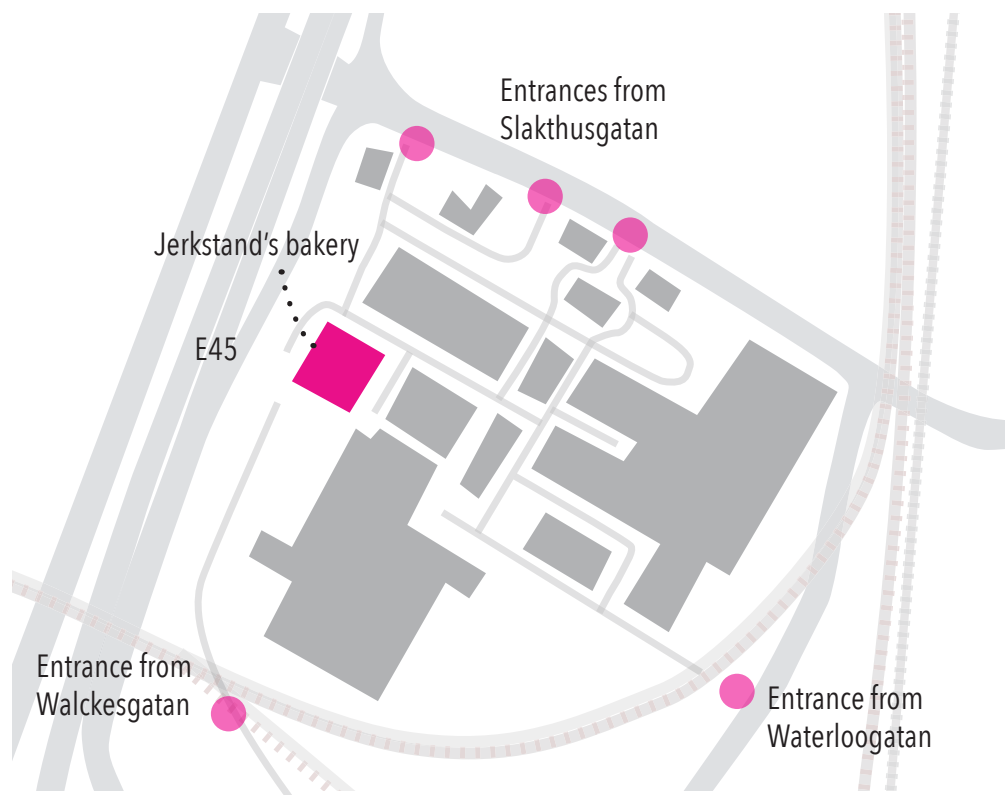 Entrances from
Slakthusgatan
Jerkstand's bakery
E45
Entrance from
Walckesgatan
Entrance from
Waterloogatan